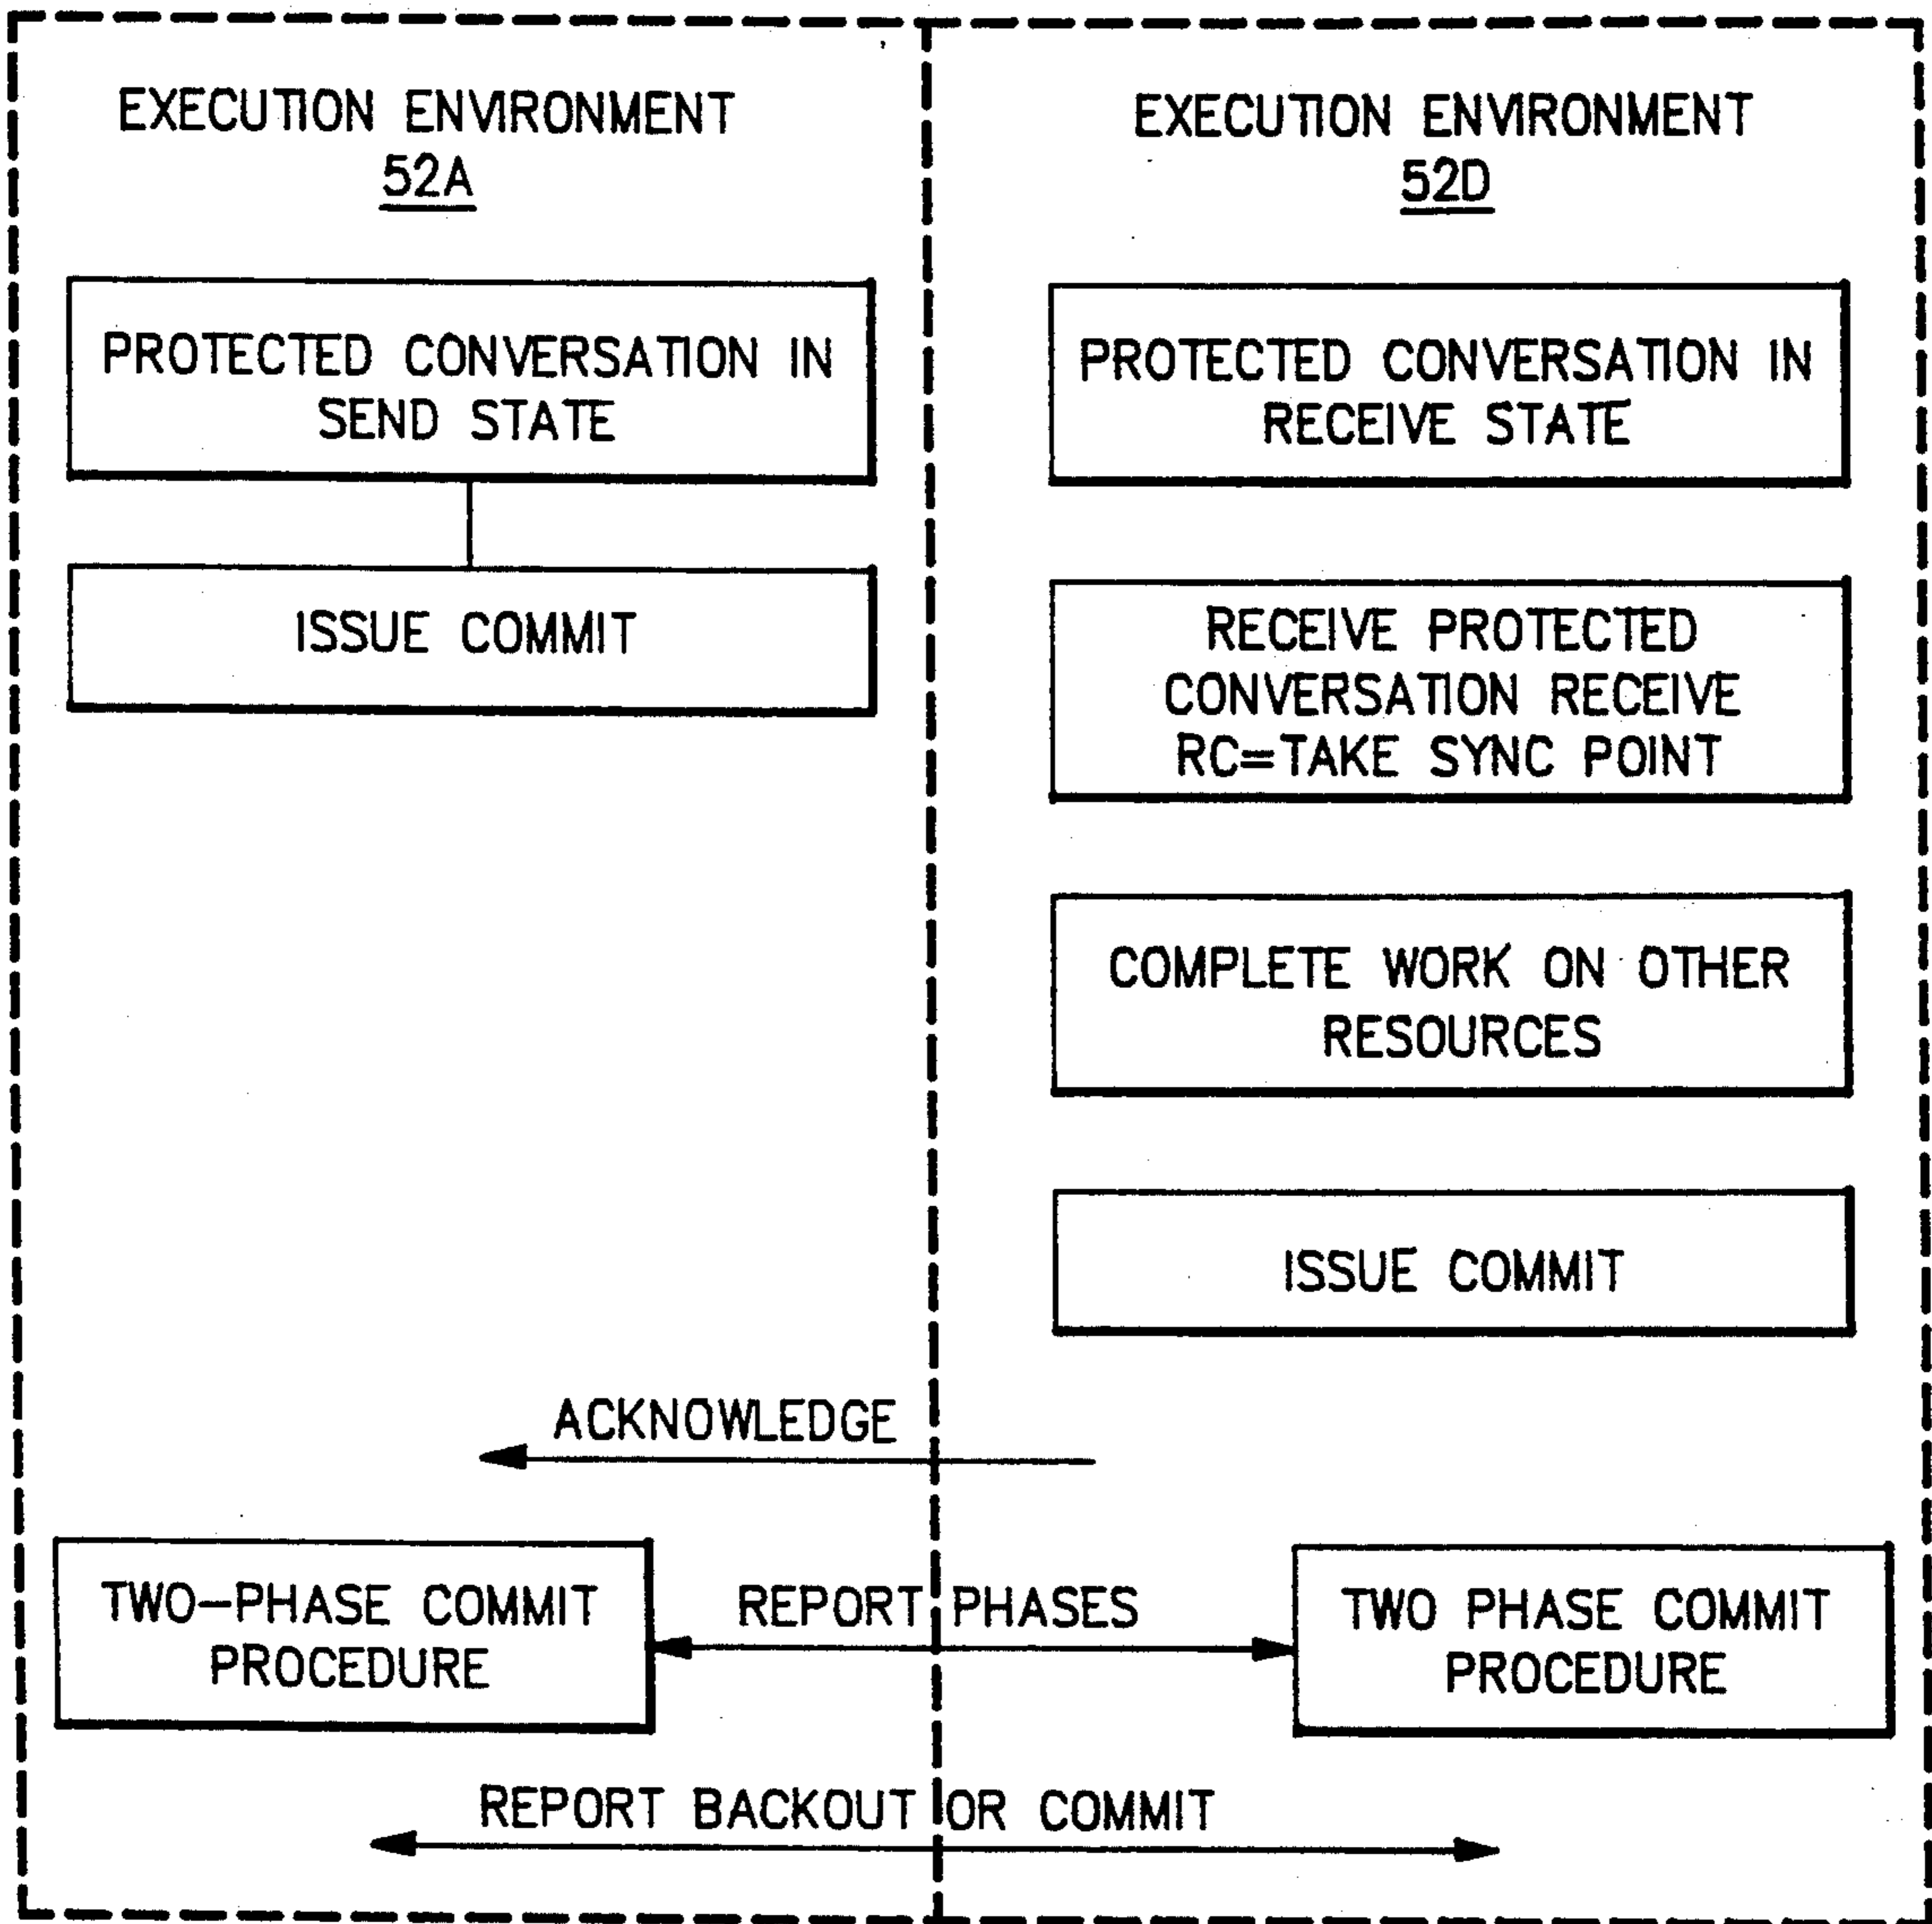 EXECUTION ENVIRONMENT
52A
PROTECTED CONVERSATION IN
SEND STATE
ISSUE COMMIT
EXECUTION ENVIRONMENT
52D
PROTECTED CONVERSATION IN
RECEIVE STATE
RECEIVE PROTECTED
CONVERSATION RECEIVE
RC=TAKE SYNC POINT
COMPLETE WORK ON OTHER
RESOURCES
ISSUE COMMIT
ACKNOWLEDGE
TWO-PHASE COMMIT
PROCEDURE
REPORT PHASES
TWO PHASE COMMIT
PROCEDURE
REPORT BACKOUT OR COMMIT